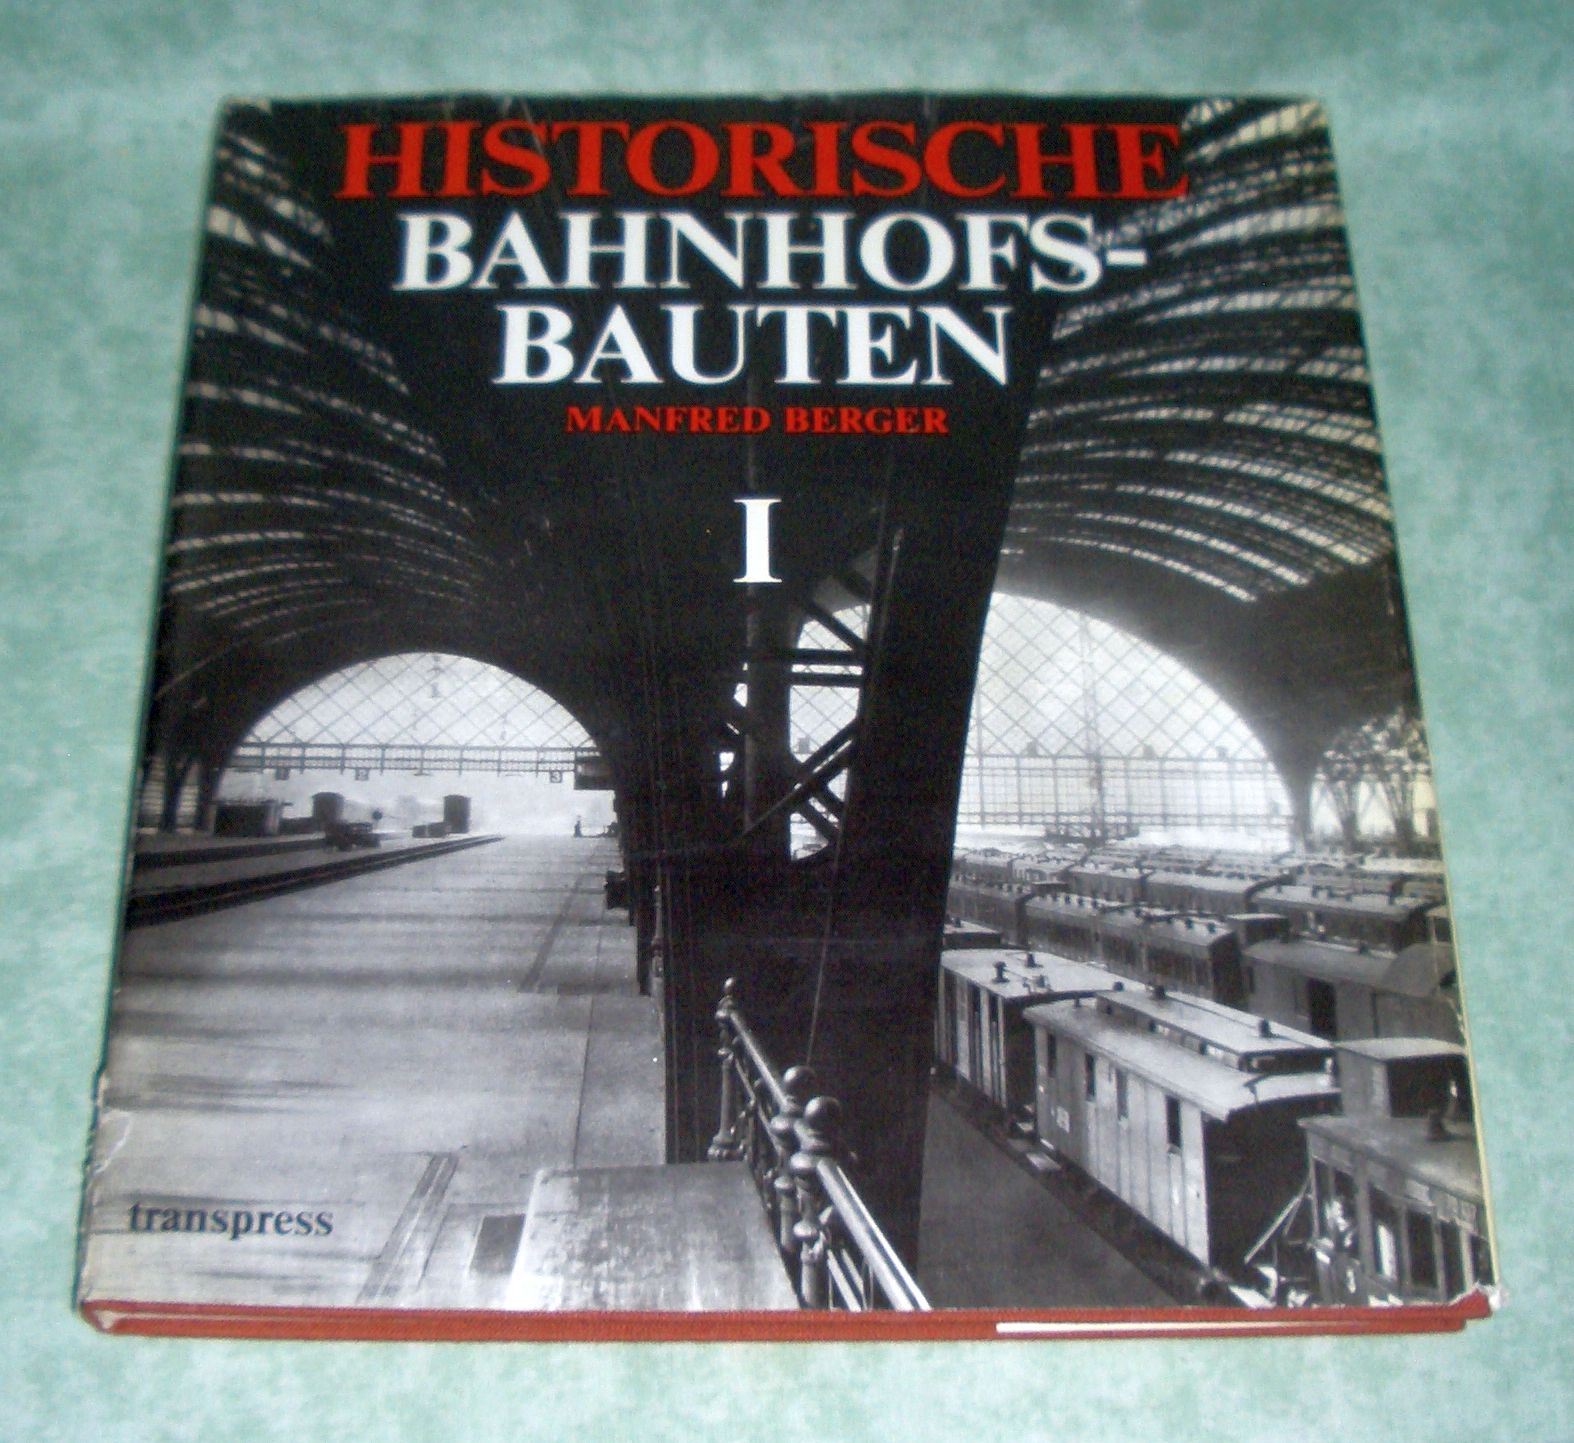 HISTORISCHE
BAHNHOFS-
BAUTEN
MANFRED BERGER
I
transpress